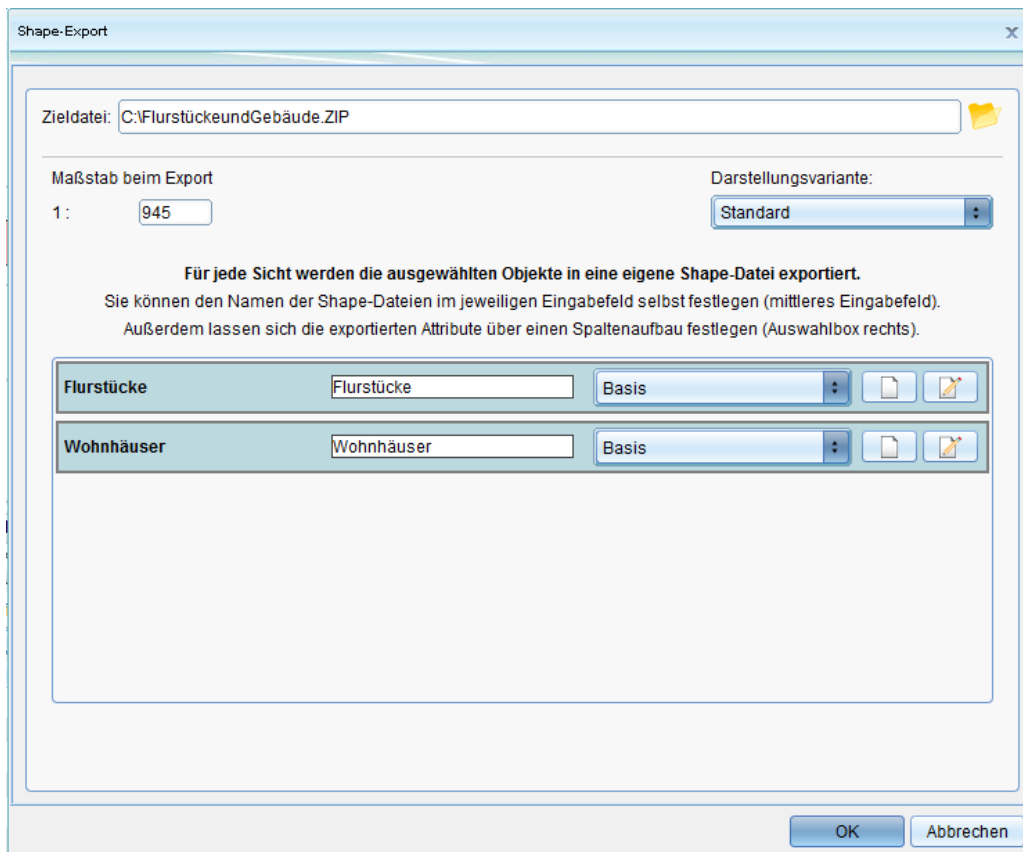 Shape-Export
Zieldatei: C:\FlurstückeundGebäude.ZIP
Maßstab beim Export
Darstellungsvariante:
1 : 945
Standard
Für jede Sicht werden die ausgewählten Objekte in eine eigene Shape-Datei exportiert.
Sie können den Namen der Shape-Dateien im jeweiligen Eingabefeld selbst festlegen (mittleres Eingabefeld).
Außerdem lassen sich die exportierten Attribute über einen Spaltenaufbau festlegen (Auswahlbox rechts).
Flurstücke Flurstücke Basis
Wohnhäuser Wohnhäuser Basis
OK Abbrechen